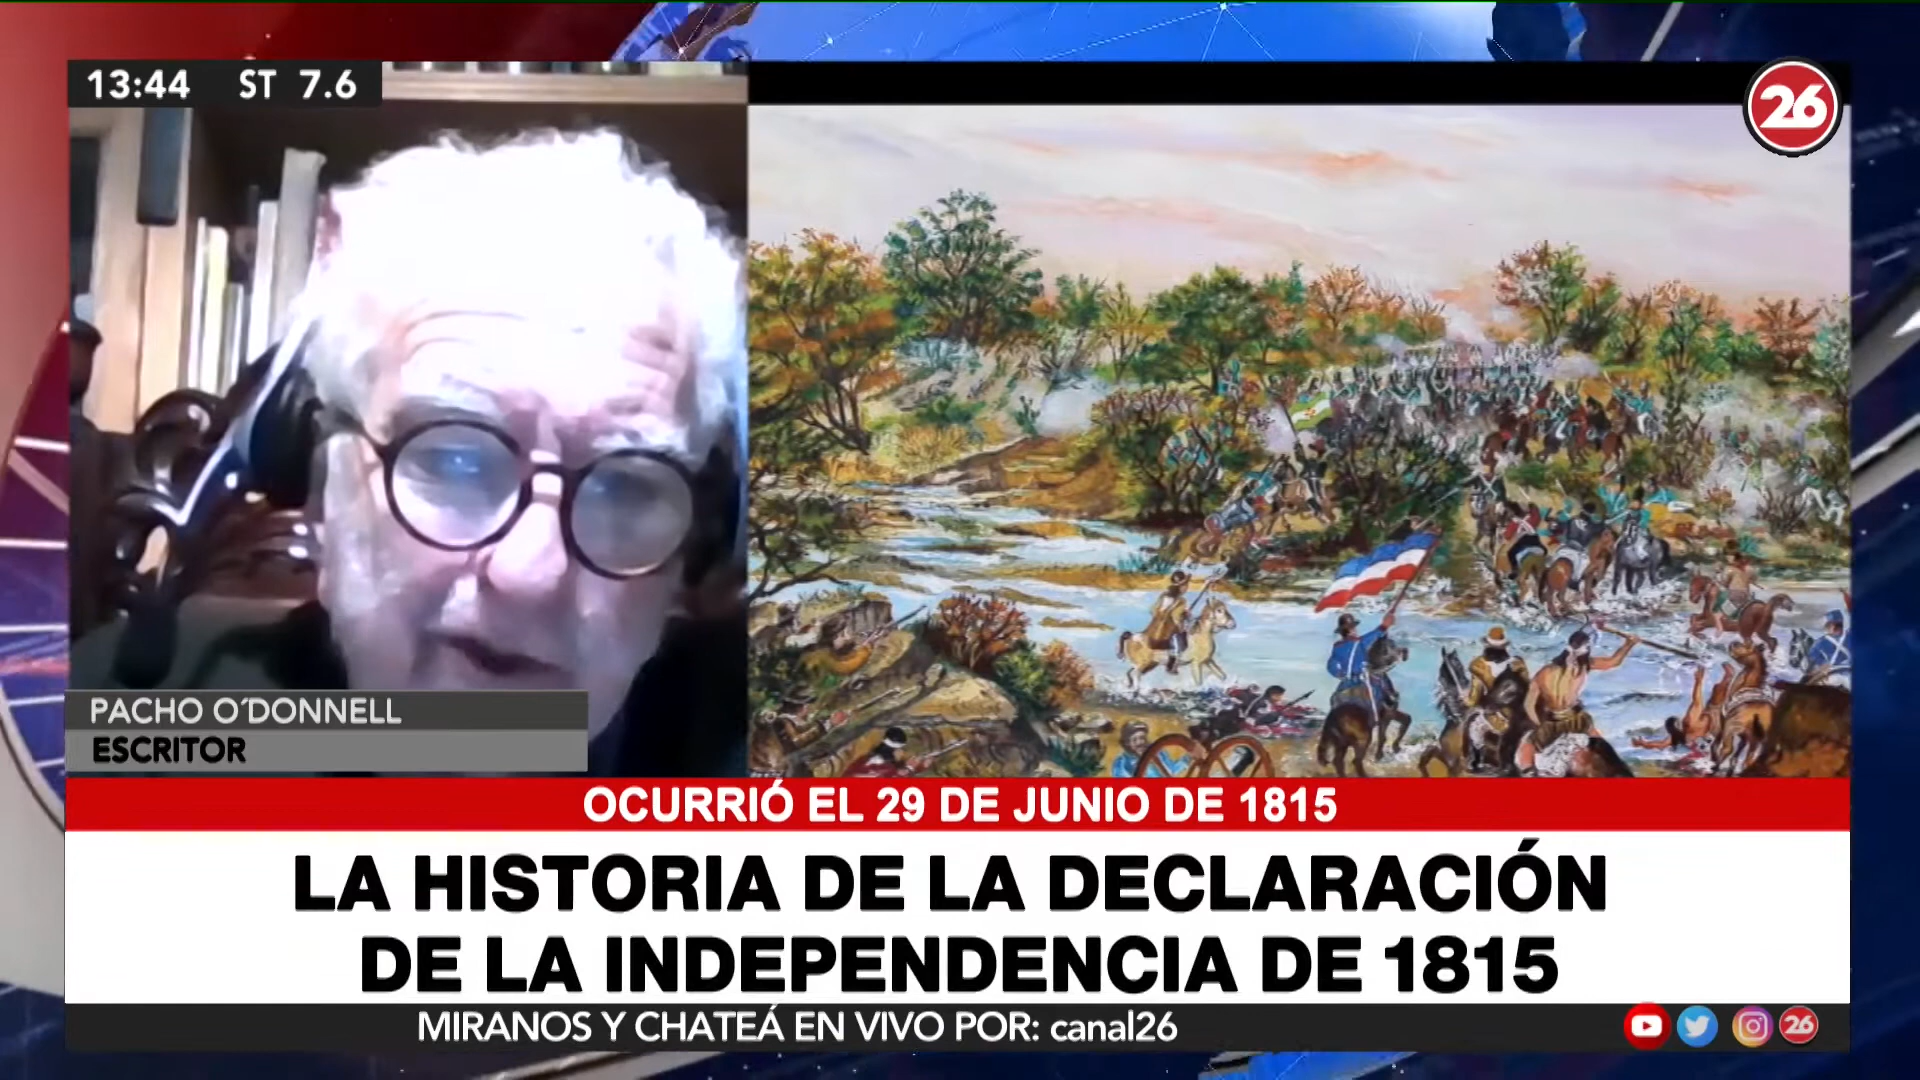 13:44 ST 7.6
26
PACHO O´DONNELL
ESCRITOR
OCURRIÓ EL 29 DE JUNIO DE 1815
LA HISTORIA DE LA DECLARACIÓN
DE LA INDEPENDENCIA DE 1815
MIRANOS Y CHATEÁ EN VIVO POR: canal26
26